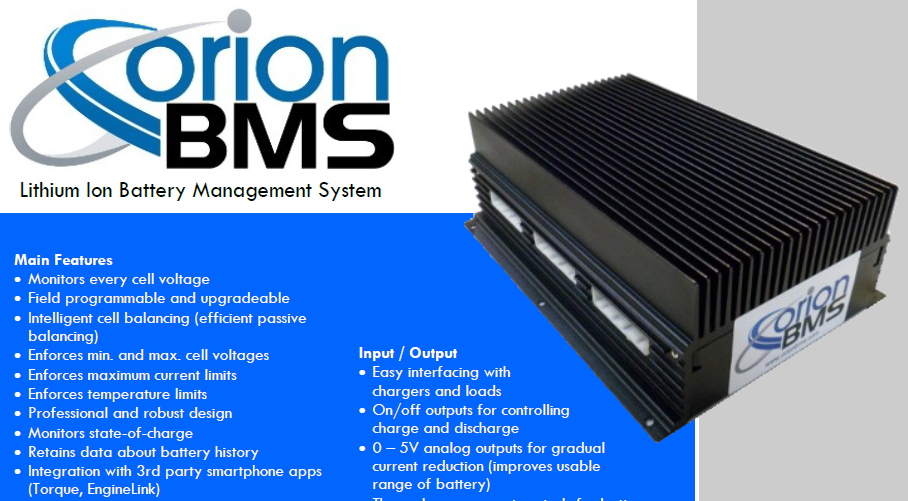 orion
BMS
Lithium Ion Battery Management System
Main Features
• Monitors every cell voltage
• Field programmable and upgradeable
• Intelligent cell balancing (efficient passive
balancing)
• Enforces min. and max. cell voltages
• Enforces maximum current limits
• Enforces temperature limits
• Professional and robust design
• Monitors state-of-charge
• Retains data about battery history
• Integration with 3rd party smartphone apps
(Torque, EngineLink)
Input / Output
• Easy interfacing with
chargers and loads
• On/off outputs for controlling
charge and discharge
• 0 – 5V analog outputs for gradual
current reduction (improves usable
range of battery)
orion
BMS